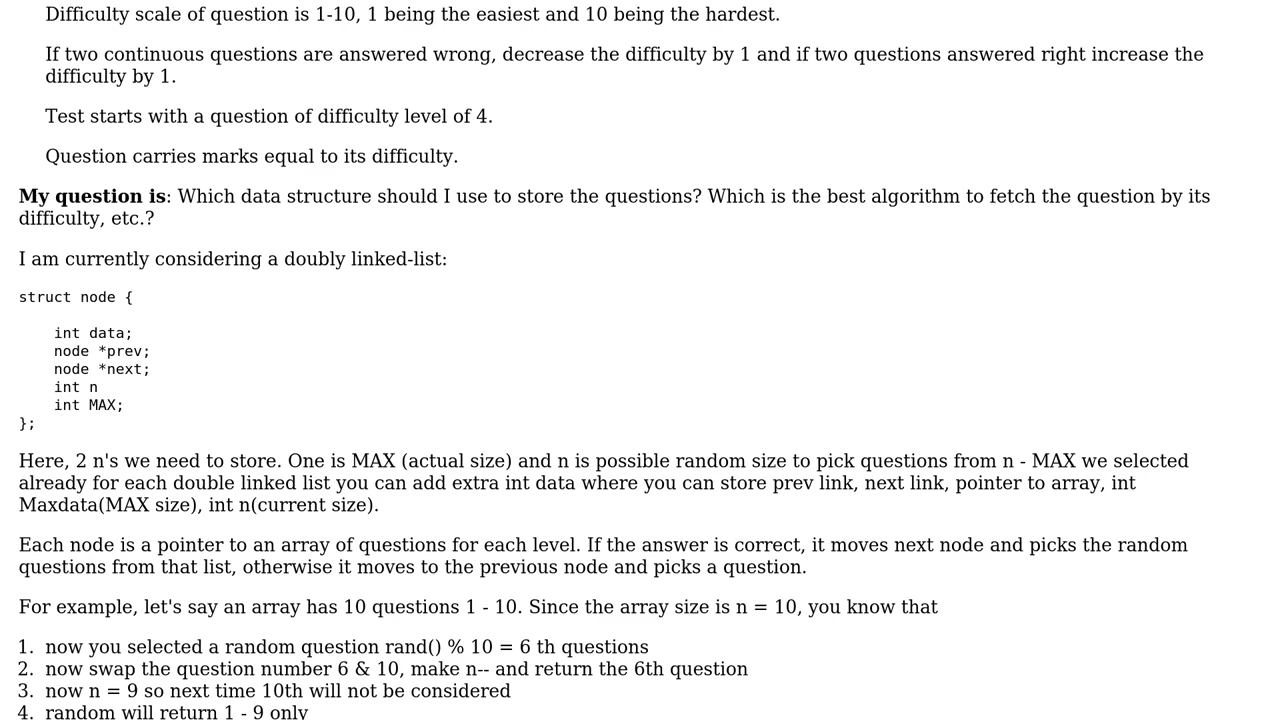 Difficulty scale of question is 1-10, 1 being the easiest and 10 being the hardest.
If two continuous questions are answered wrong, decrease the difficulty by 1 and if two questions answered right increase the
difficulty by 1.
Test starts with a question of difficulty level of 4.
Question carries marks equal to its difficulty.
My question is: Which data structure should I use to store the questions? Which is the best algorithm to fetch the question by its
difficulty, etc.?
I am currently considering a doubly linked-list:
struct node {
    int data;
    node *prev;
    node *next;
    int n
    int MAX;
};
Here, 2 n's we need to store. One is MAX (actual size) and n is possible random size to pick questions from n - MAX we selected
already for each double linked list you can add extra int data where you can store prev link, next link, pointer to array, int
Maxdata(MAX size), int n(current size).
Each node is a pointer to an array of questions for each level. If the answer is correct, it moves next node and picks the random
questions from that list, otherwise it moves to the previous node and picks a question.
For example, let's say an array has 10 questions 1 - 10. Since the array size is n = 10, you know that
1. now you selected a random question rand() % 10 = 6 th questions
2. now swap the question number 6 & 10, make n-- and return the 6th question
3. now n = 9 so next time 10th will not be considered
4. random will return 1 - 9 only